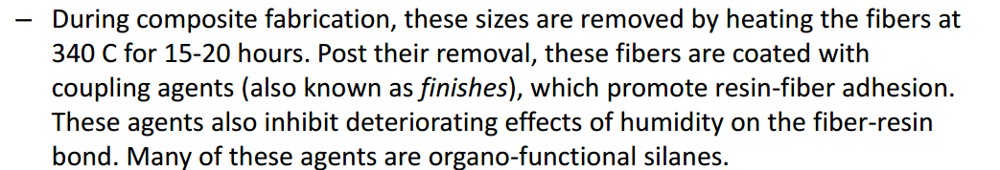 – During composite fabrication, these sizes are removed by heating the fibers at
340 C for 15-20 hours. Post their removal, these fibers are coated with
coupling agents (also known as finishes), which promote resin-fiber adhesion.
These agents also inhibit deteriorating effects of humidity on the fiber-resin
bond. Many of these agents are organo-functional silanes.